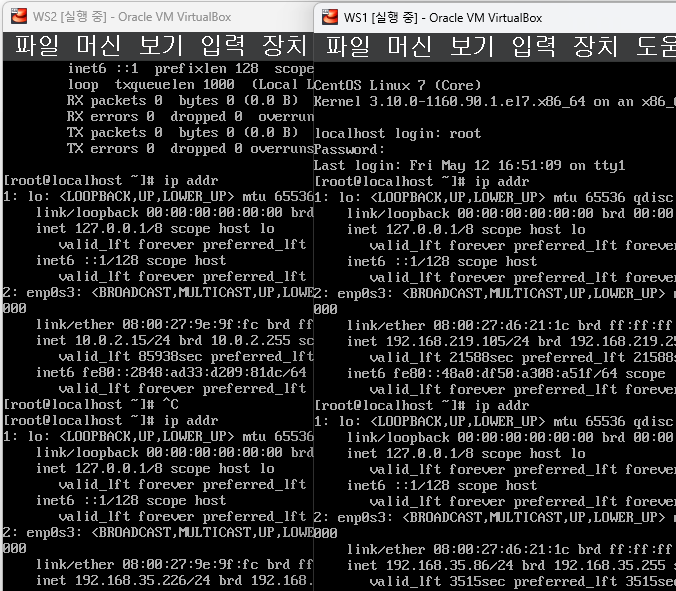 WS2 [실행 중] - Oracle VM VirtualBox
파일 머신 보기 입력 장치
inet6 ::1  prefixlen 128  scope
loop  txqueuelen 1000  (Local L
RX packets 0  bytes 0 (0.0 B)
RX errors 0  dropped 0  overrun
TX packets 0  bytes 0 (0.0 B)
TX errors 0  dropped 0 overruns
[root@localhost ~]# ip addr
1: lo: <LOOPBACK,UP,LOWER_UP> mtu 65536
link/loopback 00:00:00:00:00:00 brd
inet 127.0.0.1/8 scope host lo
valid_lft forever preferred_lft
inet6 ::1/128 scope host
valid_lft forever preferred_lft
2: enp0s3: <BROADCAST,MULTICAST,UP,LOWE
000
link/ether 08:00:27:9e:9f:fc brd ff
inet 10.0.2.15/24 brd 10.0.2.255 sc
valid_lft 85938sec preferred_lft
inet6 fe80::2848:ad33:d209:81dc/64
valid_lft forever preferred_lft
[root@localhost ~]# ^C
[root@localhost ~]# ip addr
1: lo: <LOOPBACK,UP,LOWER_UP> mtu 65536
link/loopback 00:00:00:00:00:00 brd
inet 127.0.0.1/8 scope host lo
valid_lft forever preferred_lft
inet6 ::1/128 scope host
valid_lft forever preferred_lft
2: enp0s3: <BROADCAST,MULTICAST,UP,LOWE
000
link/ether 08:00:27:9e:9f:fc brd ff
inet 192.168.35.226/24 brd 192.168.
WS1 [실행 중] - Oracle VM VirtualBox
파일 머신 보기 입력 장치 도움
CentOS Linux 7 (Core)
Kernel 3.10.0-1160.90.1.el7.x86_64 on an x86_
localhost login: root
Password:
Last login: Fri May 12 16:51:09 on tty1
[root@localhost ~]# ip addr
1: lo: <LOOPBACK,UP,LOWER_UP> mtu 65536 qdisc
link/loopback 00:00:00:00:00:00 brd 00:00
inet 127.0.0.1/8 scope host lo
valid_lft forever preferred_lft forever
inet6 ::1/128 scope host
valid_lft forever preferred_lft forever
2: enp0s3: <BROADCAST,MULTICAST,UP,LOWER_UP> m
000
link/ether 08:00:27:d6:21:1c brd ff:ff:ff
inet 192.168.219.105/24 brd 192.168.219.25
valid_lft 21588sec preferred_lft 21588s
inet6 fe80::48a0:df50:a308:a51f/64 scope
valid_lft forever preferred_lft forever
[root@localhost ~]# ip addr
1: lo: <LOOPBACK,UP,LOWER_UP> mtu 65536 qdisc
link/loopback 00:00:00:00:00:00 brd 00:00
inet 127.0.0.1/8 scope host lo
valid_lft forever preferred_lft forever
inet6 ::1/128 scope host
valid_lft forever preferred_lft forever
2: enp0s3: <BROADCAST,MULTICAST,UP,LOWER_UP> m
000
link/ether 08:00:27:d6:21:1c brd ff:ff:ff
inet 192.168.35.86/24 brd 192.168.35.255 s
valid_lft 3515sec preferred_lft 3515sec